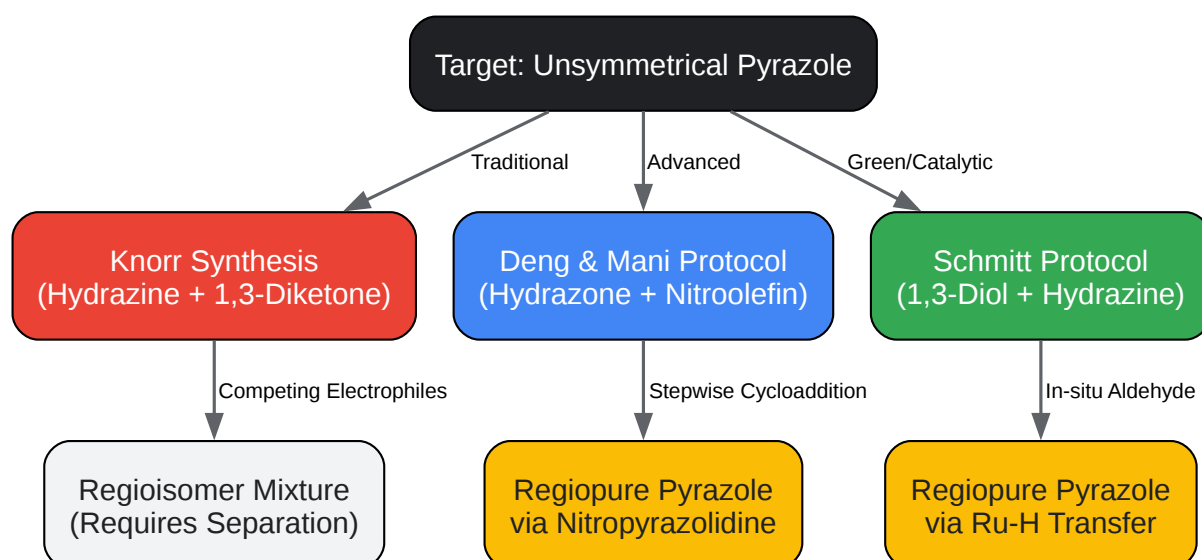 Target: Unsymmetrical Pyrazole
Traditional
Advanced
Green/Catalytic
Knorr Synthesis
(Hydrazine + 1,3-Diketone)
Deng & Mani Protocol
(Hydrazone + Nitroolefin)
Schmitt Protocol
(1,3-Diol + Hydrazine)
Competing Electrophiles
Stepwise Cycloaddition
In-situ Aldehyde
Regioisomer Mixture
(Requires Separation)
Regiopure Pyrazole
via Nitropyrazolidine
Regiopure Pyrazole
via Ru-H Transfer